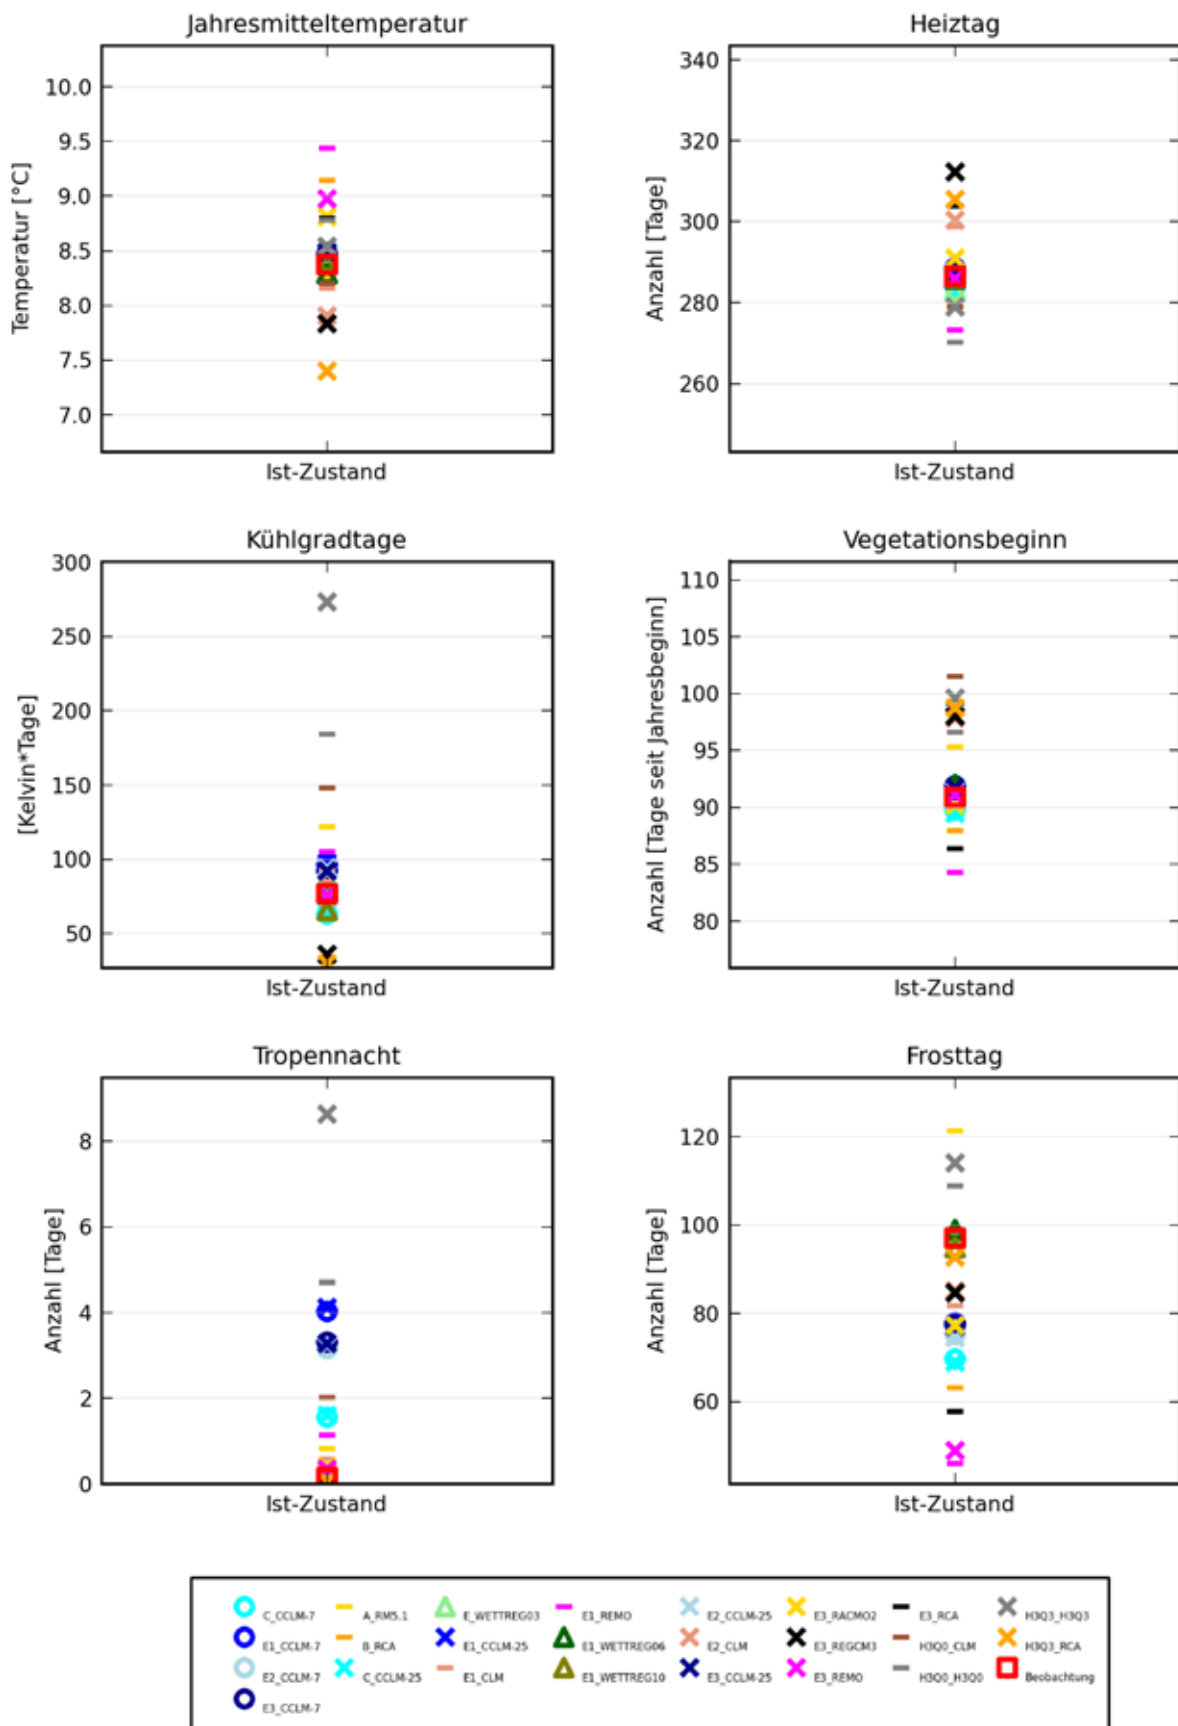 Jahresmitteltemperatur
Temperatur [°C]
10.0
9.5
9.0
8.5
8.0
7.5
7.0
Ist-Zustand
Heiztag
Anzahl [Tage]
340
320
300
280
260
Ist-Zustand
Kühlgradtage
[Kelvin*Tage]
300
250
200
150
100
50
Ist-Zustand
Vegetationsbeginn
Anzahl [Tage seit Jahresbeginn]
110
105
100
95
90
85
80
Ist-Zustand
Tropennacht
Anzahl [Tage]
8
6
4
2
0
Ist-Zustand
Frosttag
Anzahl [Tage]
120
100
80
60
Ist-Zustand
C_CCLM-7
E1_CCLM-7
E2_CCLM-7
E3_CCLM-7
A_RM5.1
B_RCA
C_CCLM-25
E_WETTREG03
E1_CCLM-25
E1_CLM
E1_REMO
E1_WETTREG06
E1_WETTREG10
E2_CCLM-25
E2_CLM
E3_CCLM-25
E3_RACMO2
E3_REGCM3
E3_REMO
E3_RCA
H3Q0_CLM
H3Q0_H3Q0
H3Q3_H3Q3
H3Q3_RCA
Beobachtung